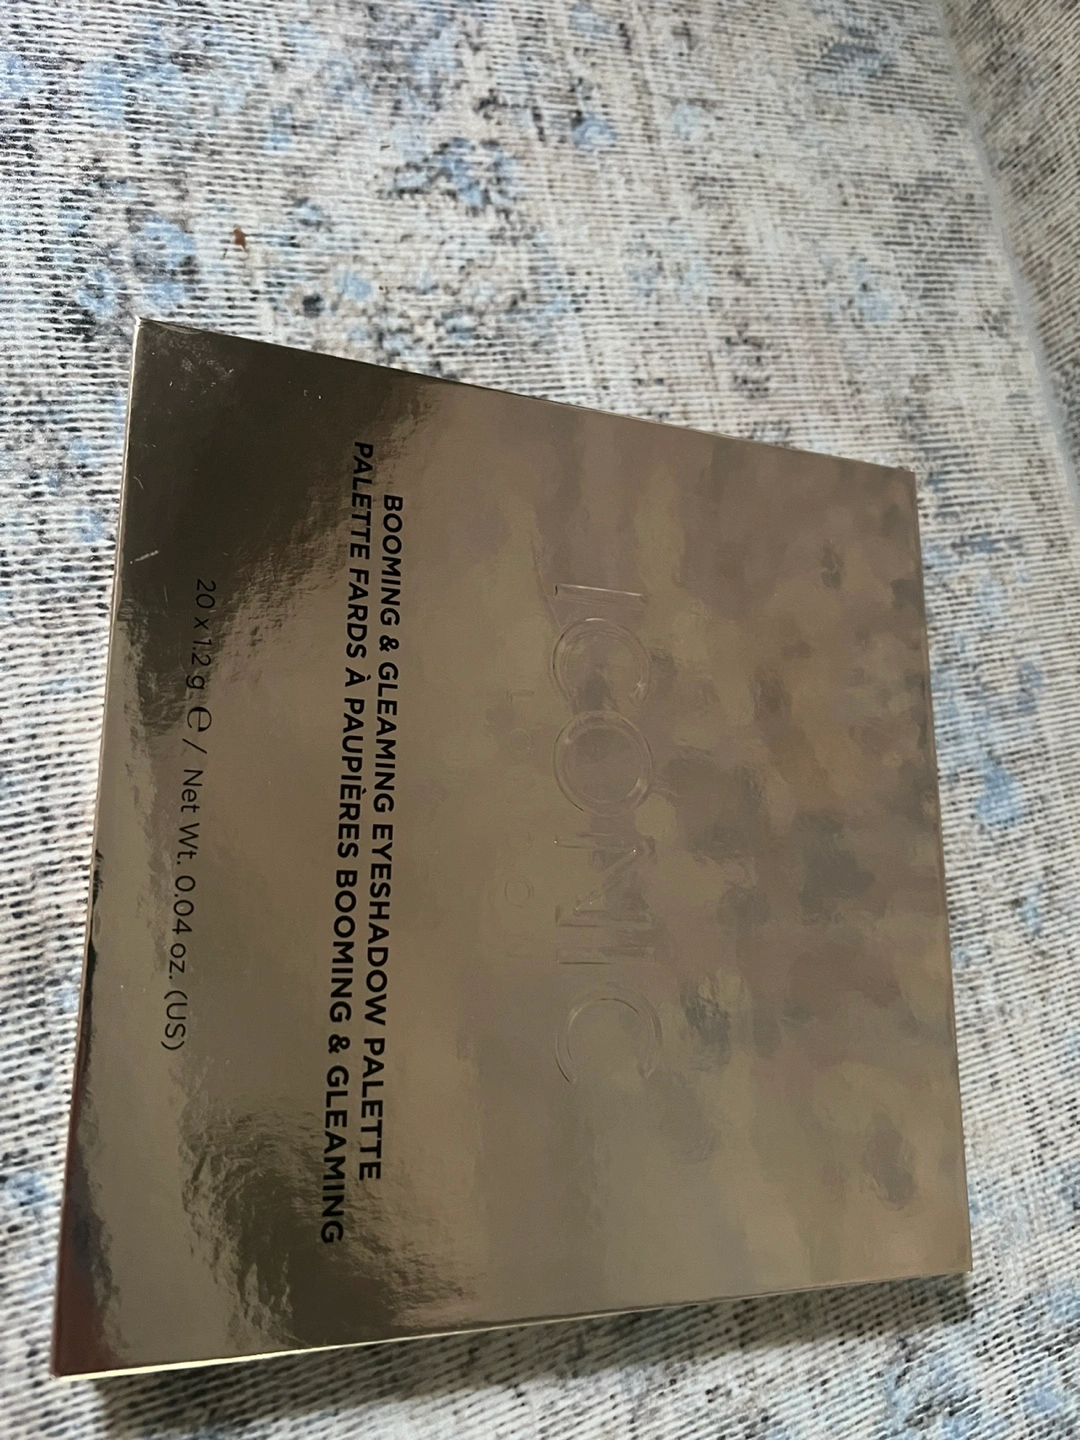 ICONIC
LONDON
BOOMING & GLEAMING EYESHADOW PALETTE
PALETTE FARDS À PAUPIÈRES BOOMING & GLEAMING
20 x 1.2 g ℮ / Net Wt. 0.04 oz. (US)